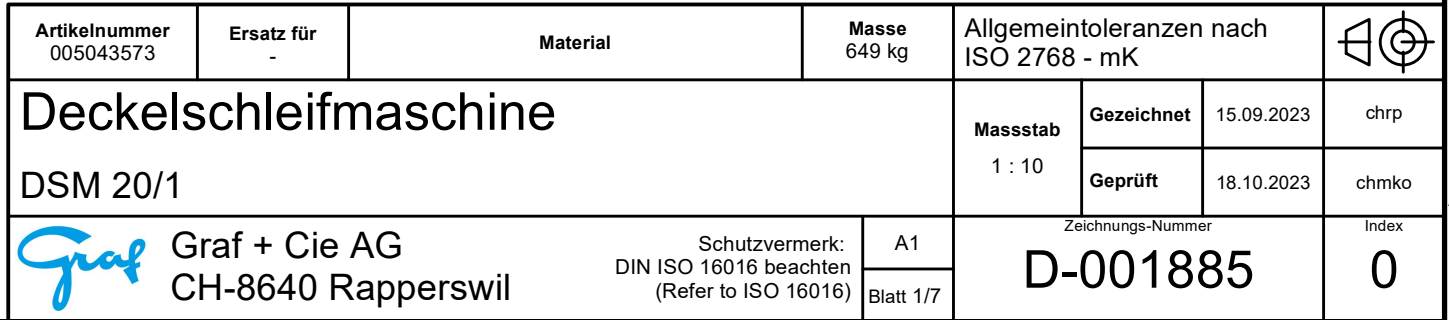 Artikelnummer
005043573
Ersatz für
-
Material
Masse
649 kg
Allgemeintoleranzen nach
ISO 2768 - mK
Deckelschleifmaschine
DSM 20/1
Massstab
1 : 10
Gezeichnet
15.09.2023
chrp
Geprüft
18.10.2023
chmko
Graf
Graf + Cie AG
CH-8640 Rapperswil
Schutzvermerk:
DIN ISO 16016 beachten
(Refer to ISO 16016)
A1
Blatt 1/7
Zeichnungs-Nummer
D-001885
Index
0